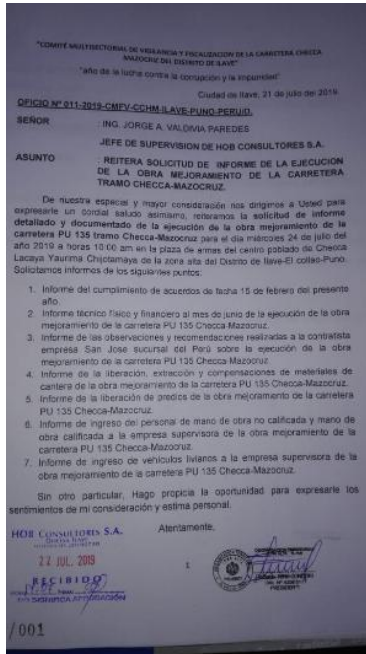 "COMITÉ MULTISECTORIAL DE VIGILANCIA Y FISCALIZACION DE LA CARRETERA CHECCA
MAZOCRUZ DEL DISTRITO DE ILAVE"
"año de la lucha contra la corrupción y la impunidad"
Ciudad de Ilave, 21 de julio del 2019.
OFICIO Nº 011-2019-CMFV-CCHM-ILAVE-PUNO-PERU/D.
SEÑOR : ING. JORGE A. VALDIVIA PAREDES
JEFE DE SUPERVISION DE HOB CONSULTORES S.A.
ASUNTO : REITERA SOLICITUD DE INFORME DE LA EJECUCION
DE LA OBRA MEJORAMIENTO DE LA CARRETERA
TRAMO CHECCA-MAZOCRUZ.
De nuestra especial y mayor consideración nos dirigimos a Usted para
expresarle un cordial saludo asimismo, reiteramos la solicitud de informe
detallado y documentado de la ejecución de la obra mejoramiento de la
carretera PU 135 tramo Checca-Mazocruz para el día miércoles 24 de julio del
año 2019 a horas 10:00 am en la plaza de armas del centro poblado de Checca
Lacaya Yaurima Chijotamaya de la zona alta del Distrito de Ilave-El collao-Puno.
Solicitamos informes de los siguientes puntos:
1. Informe del cumplimiento de acuerdos de fecha 15 de febrero del presente
año.
2. Informe técnico físico y financiero al mes de junio de la ejecución de la obra
mejoramiento de la carretera PU 135 Checca-Mazocruz.
3. Informe de las observaciones y recomendaciones realizadas a la contratista
empresa San Jose sucursal del Perú sobre la ejecución de la obra
mejoramiento de la carretera PU 135 Checca-Mazocruz.
4. Informe de la liberación, extracción y compensaciones de materiales de
cantera de la obra mejoramiento de la carretera PU 135 Checca-Mazocruz.
5. Informe de la liberación de predios de la obra mejoramiento de la carretera
PU 135 Checca-Mazocruz.
6. Informe de ingreso del personal de mano de obra no calificada y mano de
obra calificada a la empresa supervisora de la obra mejoramiento de la
carretera PU 135 Checca-Mazocruz.
7. Informe de ingreso de vehículos livianos a la empresa supervisora de la
obra mejoramiento de la carretera PU 135 Checca-Mazocruz.
Sin otro particular, Hago propicia la oportunidad para expresarle los
sentimientos de mi consideración y estima personal.
Atentamente,
HOB CONSULTORES S.A.
OFICINA ILAVE
22 JUL. 2019
RECIBIDO
1
PRESIDENTE
/001